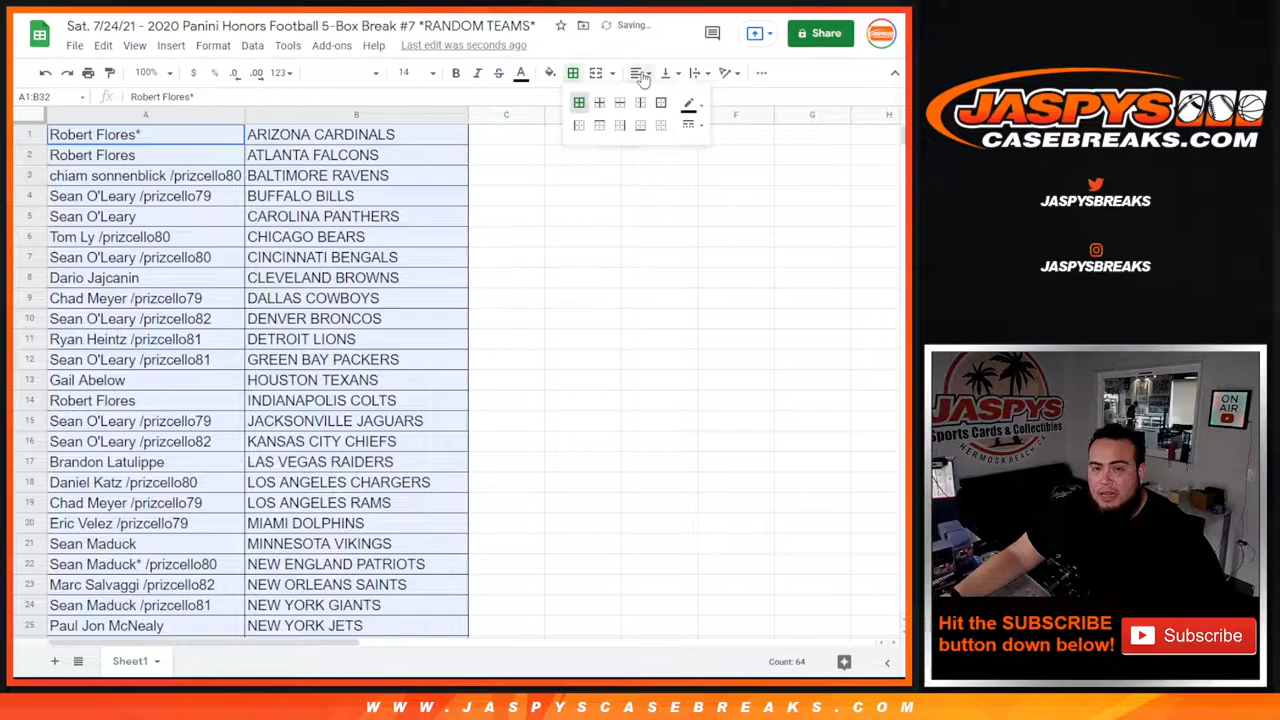 Sat. 7/24/21 - 2020 Panini Honors Football 5-Box Break #7 *RANDOM TEAMS*
Saving...
Share
File Edit View Insert Format Data Tools Add-ons Help Last edit was seconds ago
100% $ % .0 .00 123 14 B I S A
A1:B32 fx Robert Flores*
A B C F G H
1 Robert Flores* ARIZONA CARDINALS
2 Robert Flores ATLANTA FALCONS
3 chiam sonnenblick /prizcello80 BALTIMORE RAVENS
4 Sean O'Leary /prizcello79 BUFFALO BILLS
5 Sean O'Leary CAROLINA PANTHERS
6 Tom Ly /prizcello80 CHICAGO BEARS
7 Sean O'Leary /prizcello80 CINCINNATI BENGALS
8 Dario Jajcanin CLEVELAND BROWNS
9 Chad Meyer /prizcello79 DALLAS COWBOYS
10 Sean O'Leary /prizcello82 DENVER BRONCOS
11 Ryan Heintz /prizcello81 DETROIT LIONS
12 Sean O'Leary /prizcello81 GREEN BAY PACKERS
13 Gail Abelow HOUSTON TEXANS
14 Robert Flores INDIANAPOLIS COLTS
15 Sean O'Leary /prizcello79 JACKSONVILLE JAGUARS
16 Sean O'Leary /prizcello82 KANSAS CITY CHIEFS
17 Brandon Latulippe LAS VEGAS RAIDERS
18 Daniel Katz /prizcello80 LOS ANGELES CHARGERS
19 Chad Meyer /prizcello79 LOS ANGELES RAMS
20 Eric Velez /prizcello79 MIAMI DOLPHINS
21 Sean Maduck MINNESOTA VIKINGS
22 Sean Maduck* /prizcello80 NEW ENGLAND PATRIOTS
23 Marc Salvaggi /prizcello82 NEW ORLEANS SAINTS
24 Sean Maduck /prizcello81 NEW YORK GIANTS
25 Paul Jon McNealy NEW YORK JETS
Sheet1
Count: 64
JASPYS
CASEBREAKS.COM
JASPYSBREAKS
JASPYSBREAKS
JASPYS
Sports Cards & Collectibles
HERMOSA BEACH CA.
ON
AIR
Hit the SUBSCRIBE
button down below!
Subscribe
WWW.JASPYSCASEBREAKS.COM